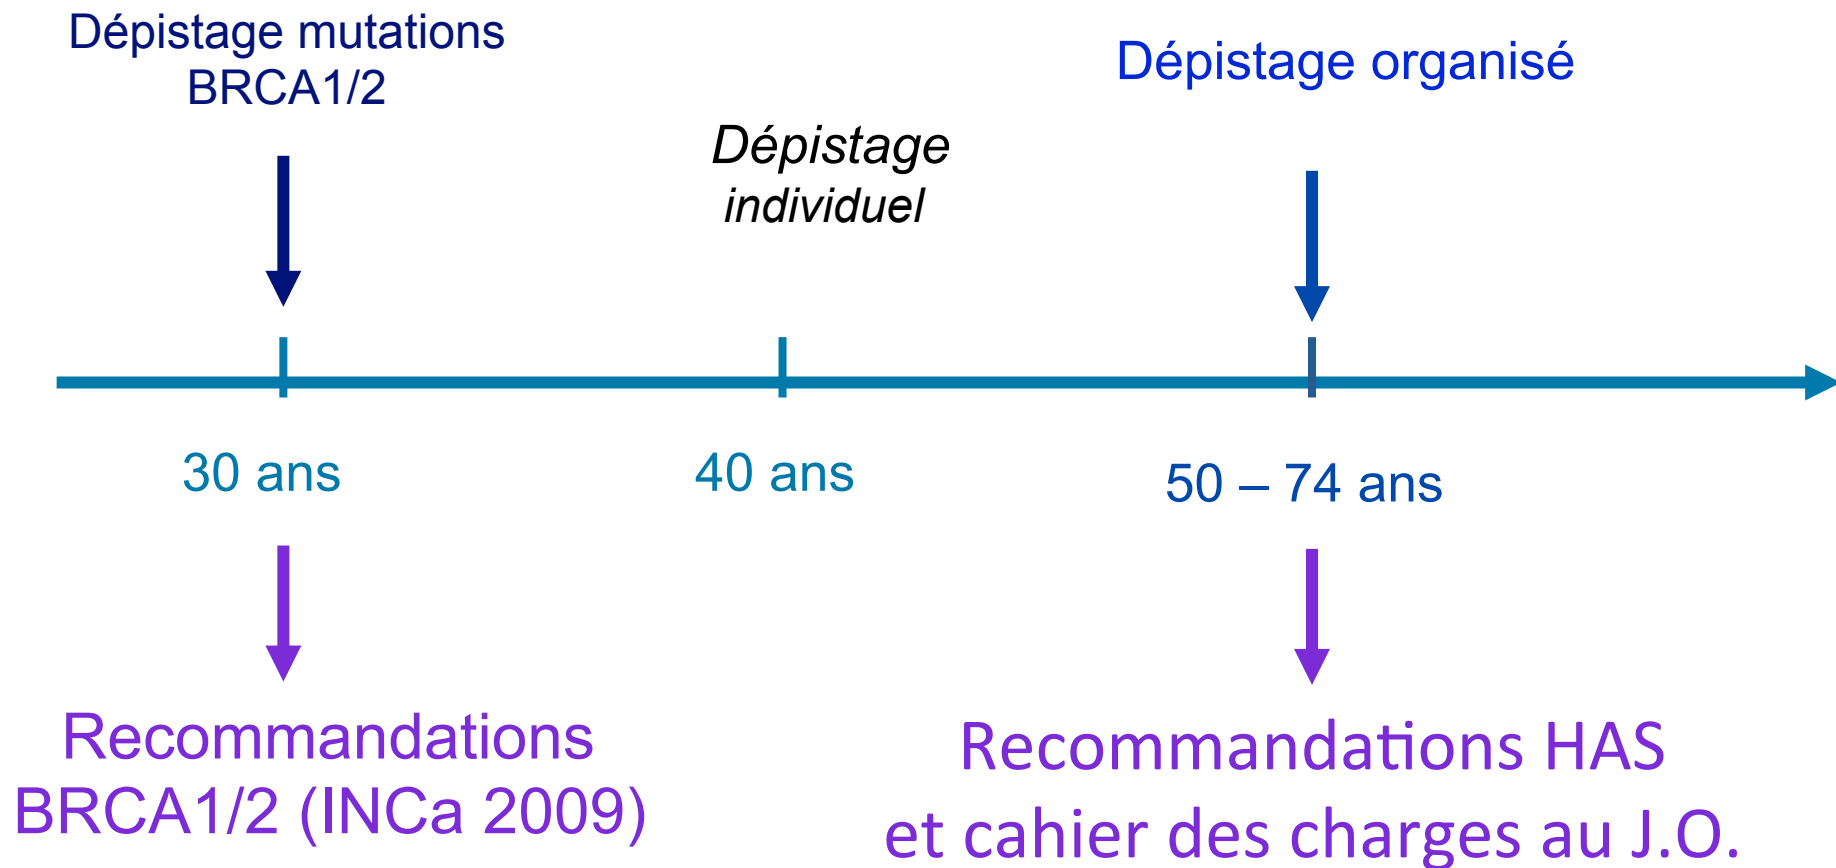 Dépistage mutations
BRCA1/2
Dépistage
individuel
Dépistage organisé
30 ans
40 ans
50 – 74 ans
Recommandations
BRCA1/2 (INCa 2009)
Recommandations HAS
et cahier des charges au J.O.